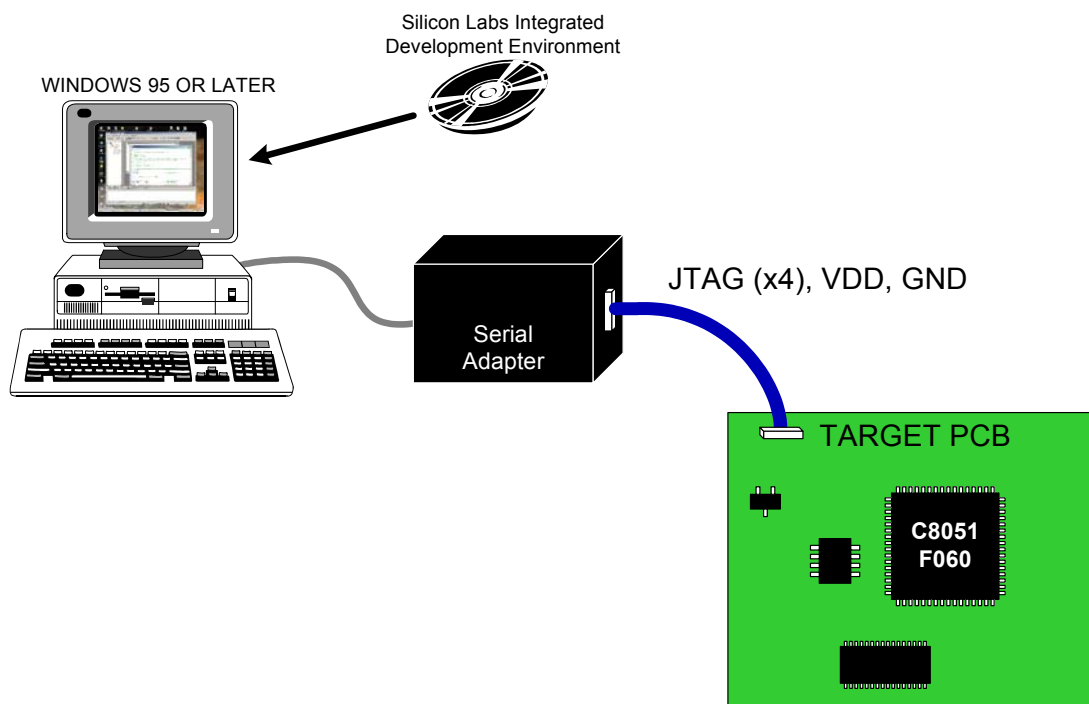 Silicon Labs Integrated
Development Environment
WINDOWS 95 OR LATER
JTAG (x4), VDD, GND
Serial
Adapter
TARGET PCB
C8051
F060